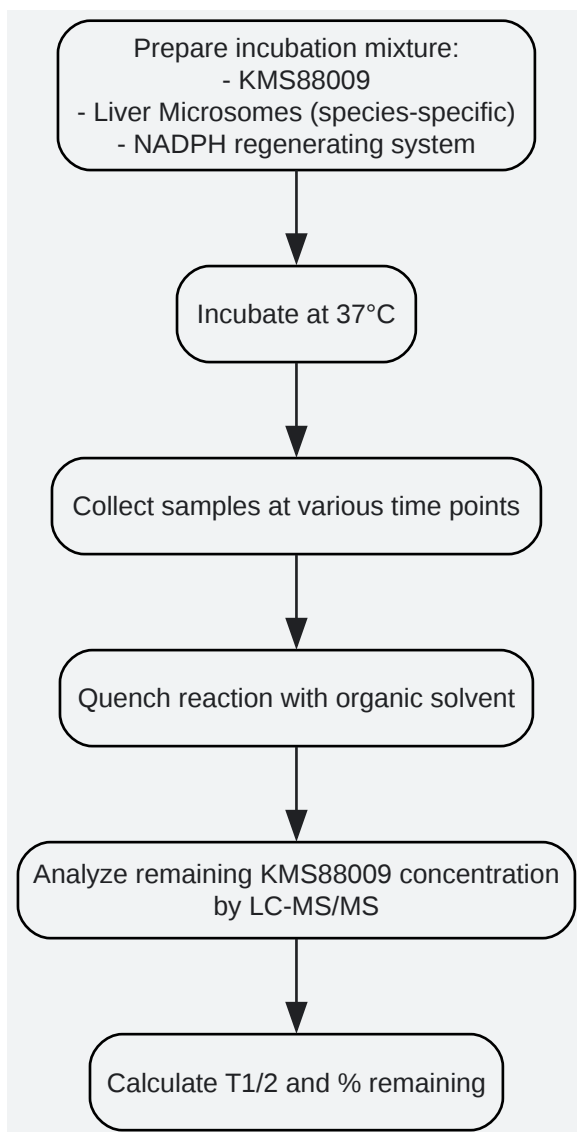 Prepare incubation mixture:
- KMS88009
- Liver Microsomes (species-specific)
- NADPH regenerating system
Incubate at 37°C
Collect samples at various time points
Quench reaction with organic solvent
Analyze remaining KMS88009 concentration
by LC-MS/MS
Calculate T1/2 and % remaining